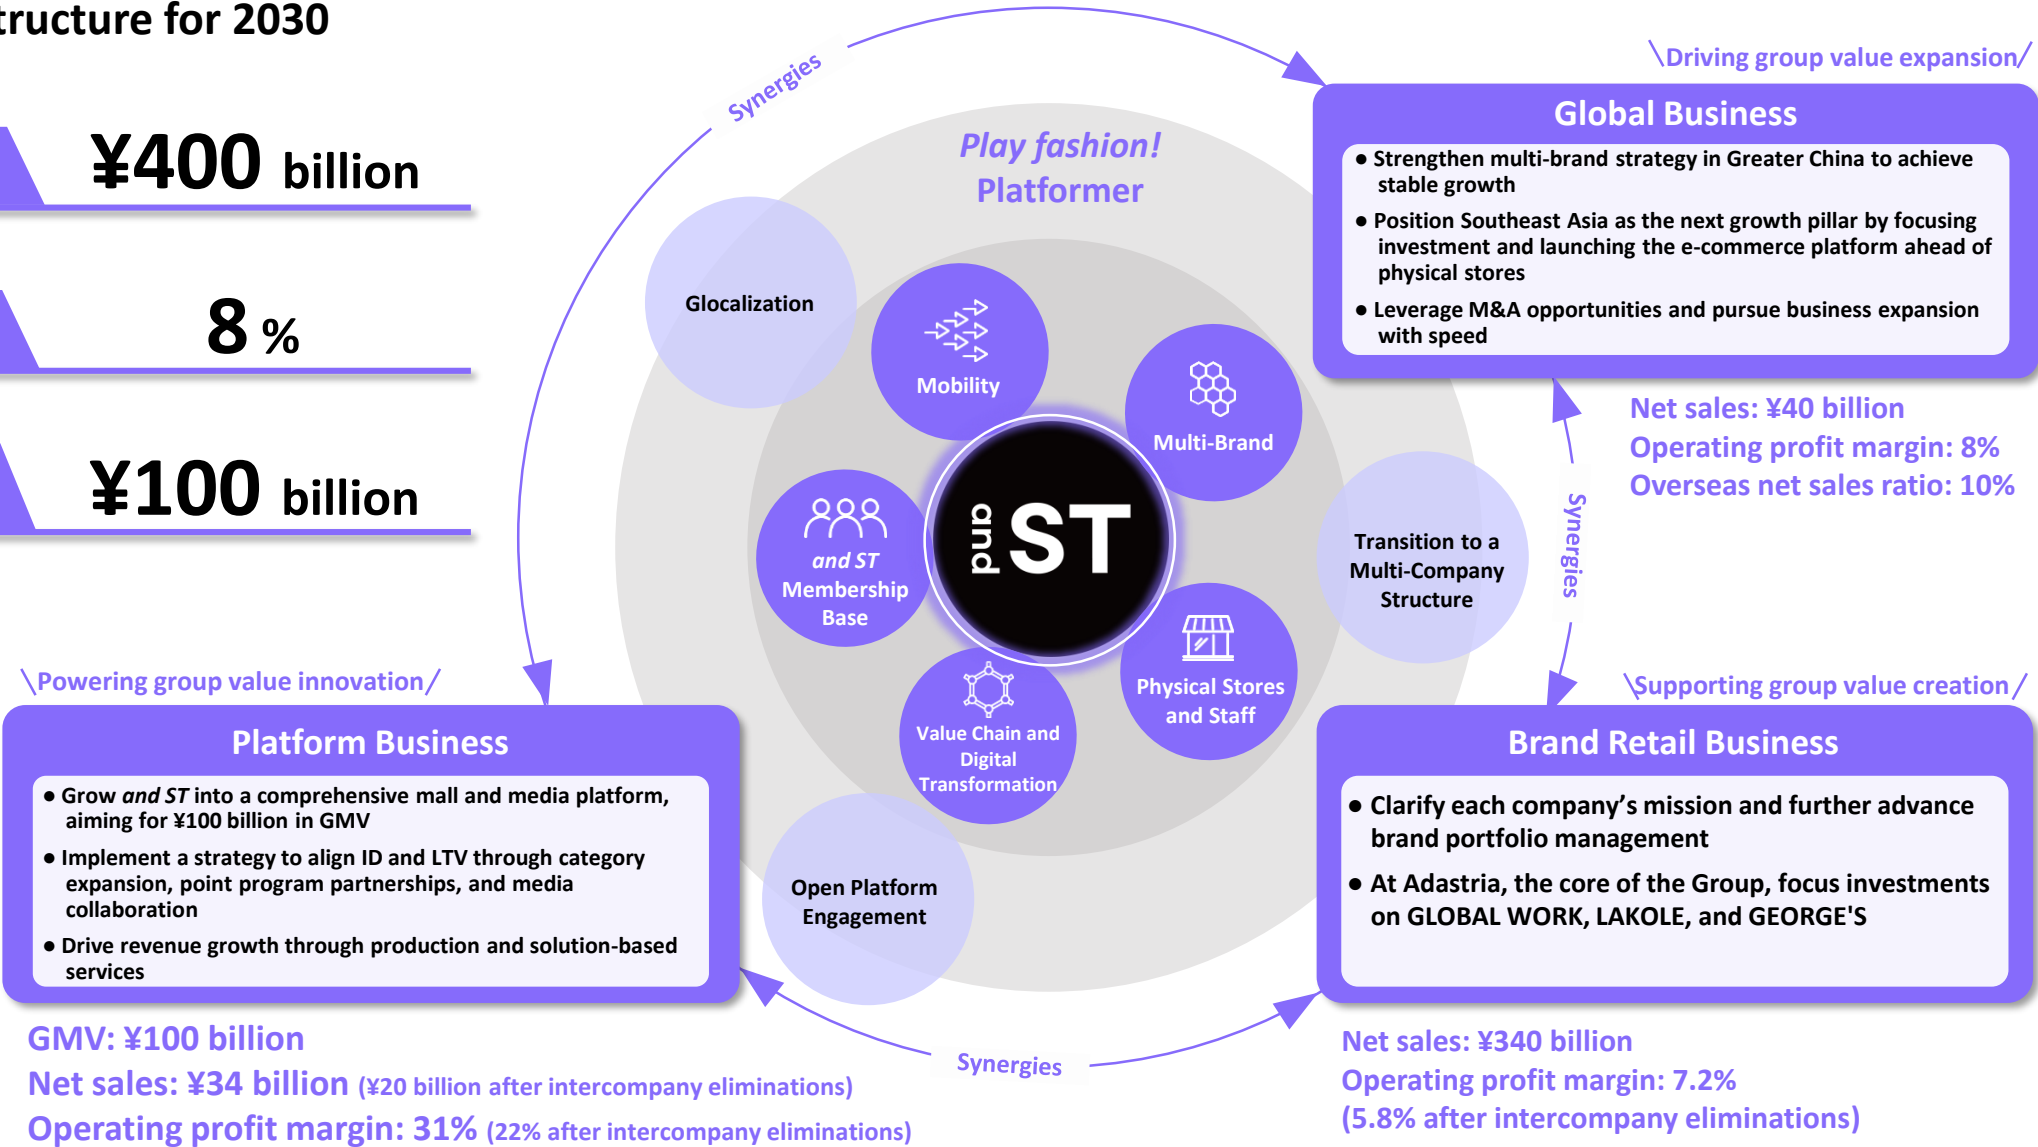 tructure for 2030
¥400 billion
8 %
¥100 billion
Synergies
Play fashion!
Platformer
Glocalization
Mobility
Multi-Brand
and ST
Membership
Base
and ST
Physical Stores
and Staff
Value Chain and
Digital
Transformation
Transition to a
Multi-Company
Structure
Open Platform
Engagement
\Driving group value expansion/
Global Business
● Strengthen multi-brand strategy in Greater China to achieve
stable growth
● Position Southeast Asia as the next growth pillar by focusing
investment and launching the e-commerce platform ahead of
physical stores
● Leverage M&A opportunities and pursue business expansion
with speed
Net sales: ¥40 billion
Operating profit margin: 8%
Overseas net sales ratio: 10%
Synergies
\Powering group value innovation/
Platform Business
● Grow and ST into a comprehensive mall and media platform,
aiming for ¥100 billion in GMV
● Implement a strategy to align ID and LTV through category
expansion, point program partnerships, and media
collaboration
● Drive revenue growth through production and solution-based
services
GMV: ¥100 billion
Net sales: ¥34 billion (¥20 billion after intercompany eliminations)
Operating profit margin: 31% (22% after intercompany eliminations)
Synergies
\Supporting group value creation/
Brand Retail Business
● Clarify each company's mission and further advance
brand portfolio management
● At Adastria, the core of the Group, focus investments
on GLOBAL WORK, LAKOLE, and GEORGE'S
Net sales: ¥340 billion
Operating profit margin: 7.2%
(5.8% after intercompany eliminations)